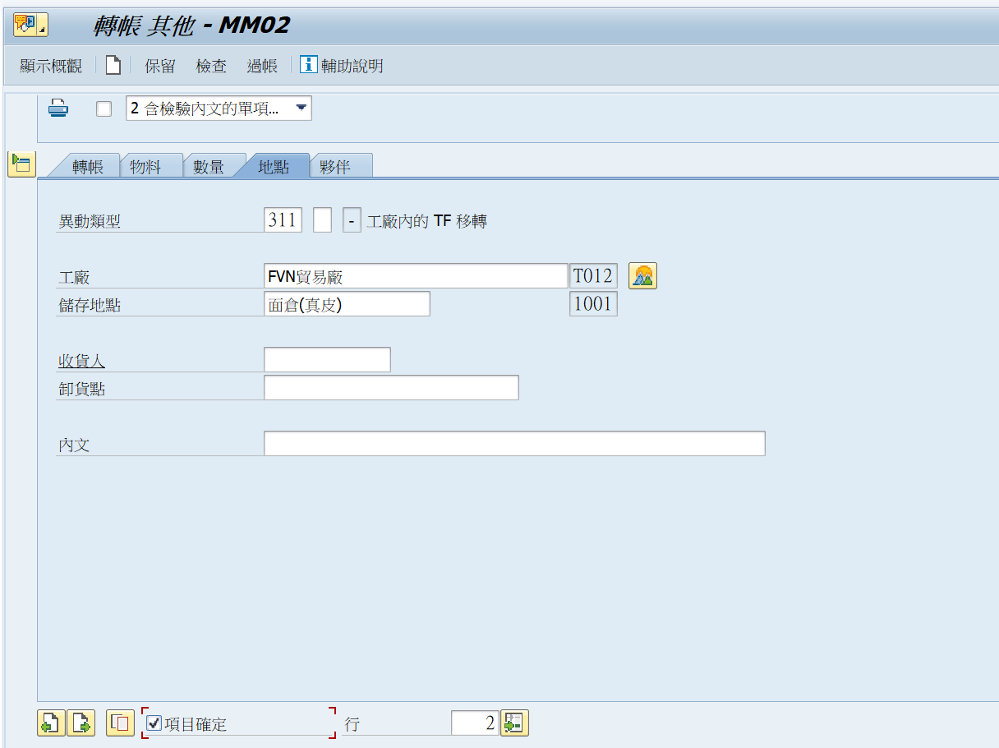 轉帳 其他 - MM02
顯示概觀 保留 檢查 過帳 輔助說明
2 含檢驗內文的單項...
轉帳 物料 數量 地點 夥伴
異動類型 311 - 工廠內的 TF 移轉
工廠 FVN貿易廠 T012
儲存地點 面倉(真皮) 1001
收貨人
卸貨點
內文
項目確定 行 2